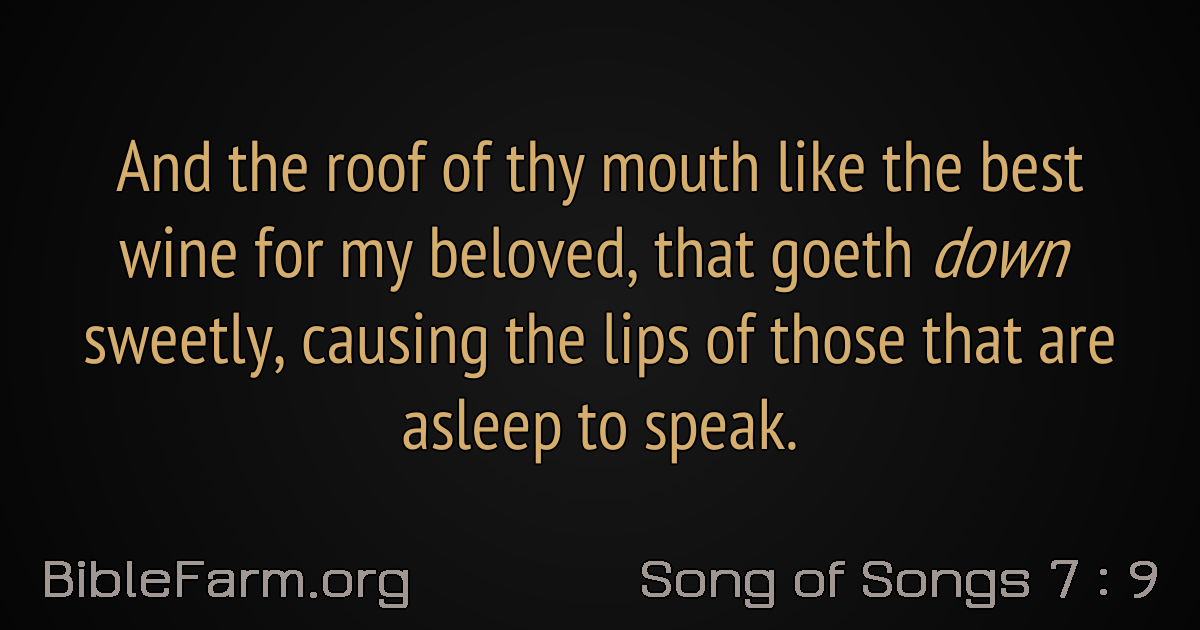 And the roof of thy mouth like the best
wine for my beloved, that goeth down
sweetly, causing the lips of those that are
asleep to speak.
BibleFarm.org
Song of Songs 7 : 9